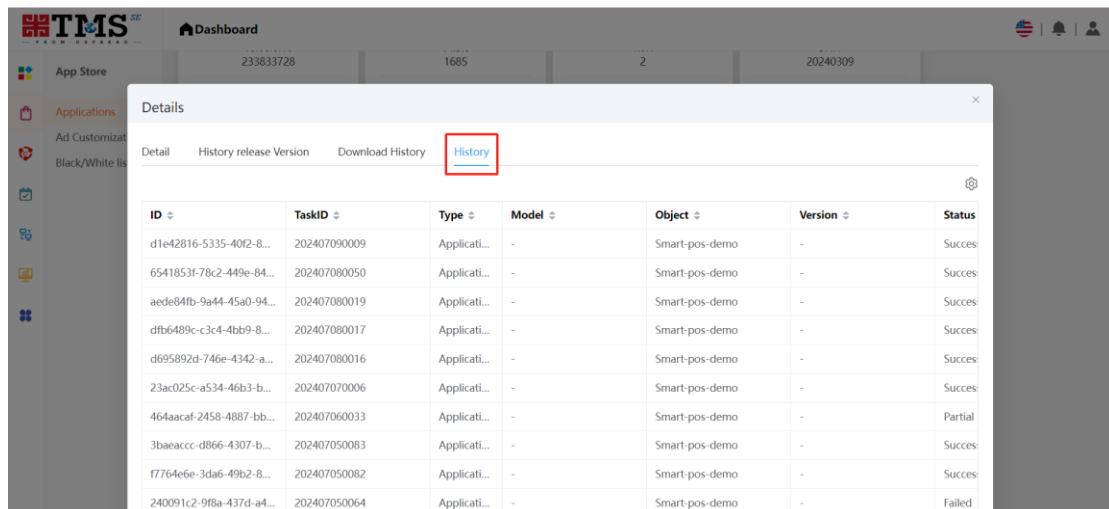 TMS SE
FROM DSPREAD
Dashboard
233833728 1685 2 20240309
App Store
Applications
Ad Customizat
Black/White lis
Details
Detail History release Version Download History History
ID TaskID Type Model Object Version Status
d1e42816-5335-40f2-8... 202407090009 Applicati... - Smart-pos-demo - Succes
6541853f-78c2-449e-84... 202407080050 Applicati... - Smart-pos-demo - Succes
aede84fb-9a44-45a0-94... 202407080019 Applicati... - Smart-pos-demo - Succes
dfb6489c-c3c4-4bb9-8... 202407080017 Applicati... - Smart-pos-demo - Succes
d695892d-746e-4342-a... 202407080016 Applicati... - Smart-pos-demo - Succes
23ac025c-a534-46b3-b... 202407070006 Applicati... - Smart-pos-demo - Succes
464aacaf-2458-4887-bb... 202407060033 Applicati... - Smart-pos-demo - Partial
3baeaccc-d866-4307-b... 202407050083 Applicati... - Smart-pos-demo - Succes
f7764e6e-3da6-49b2-8... 202407050082 Applicati... - Smart-pos-demo - Succes
240091c2-9f8a-437d-a4... 202407050064 Applicati... - Smart-pos-demo - Failed